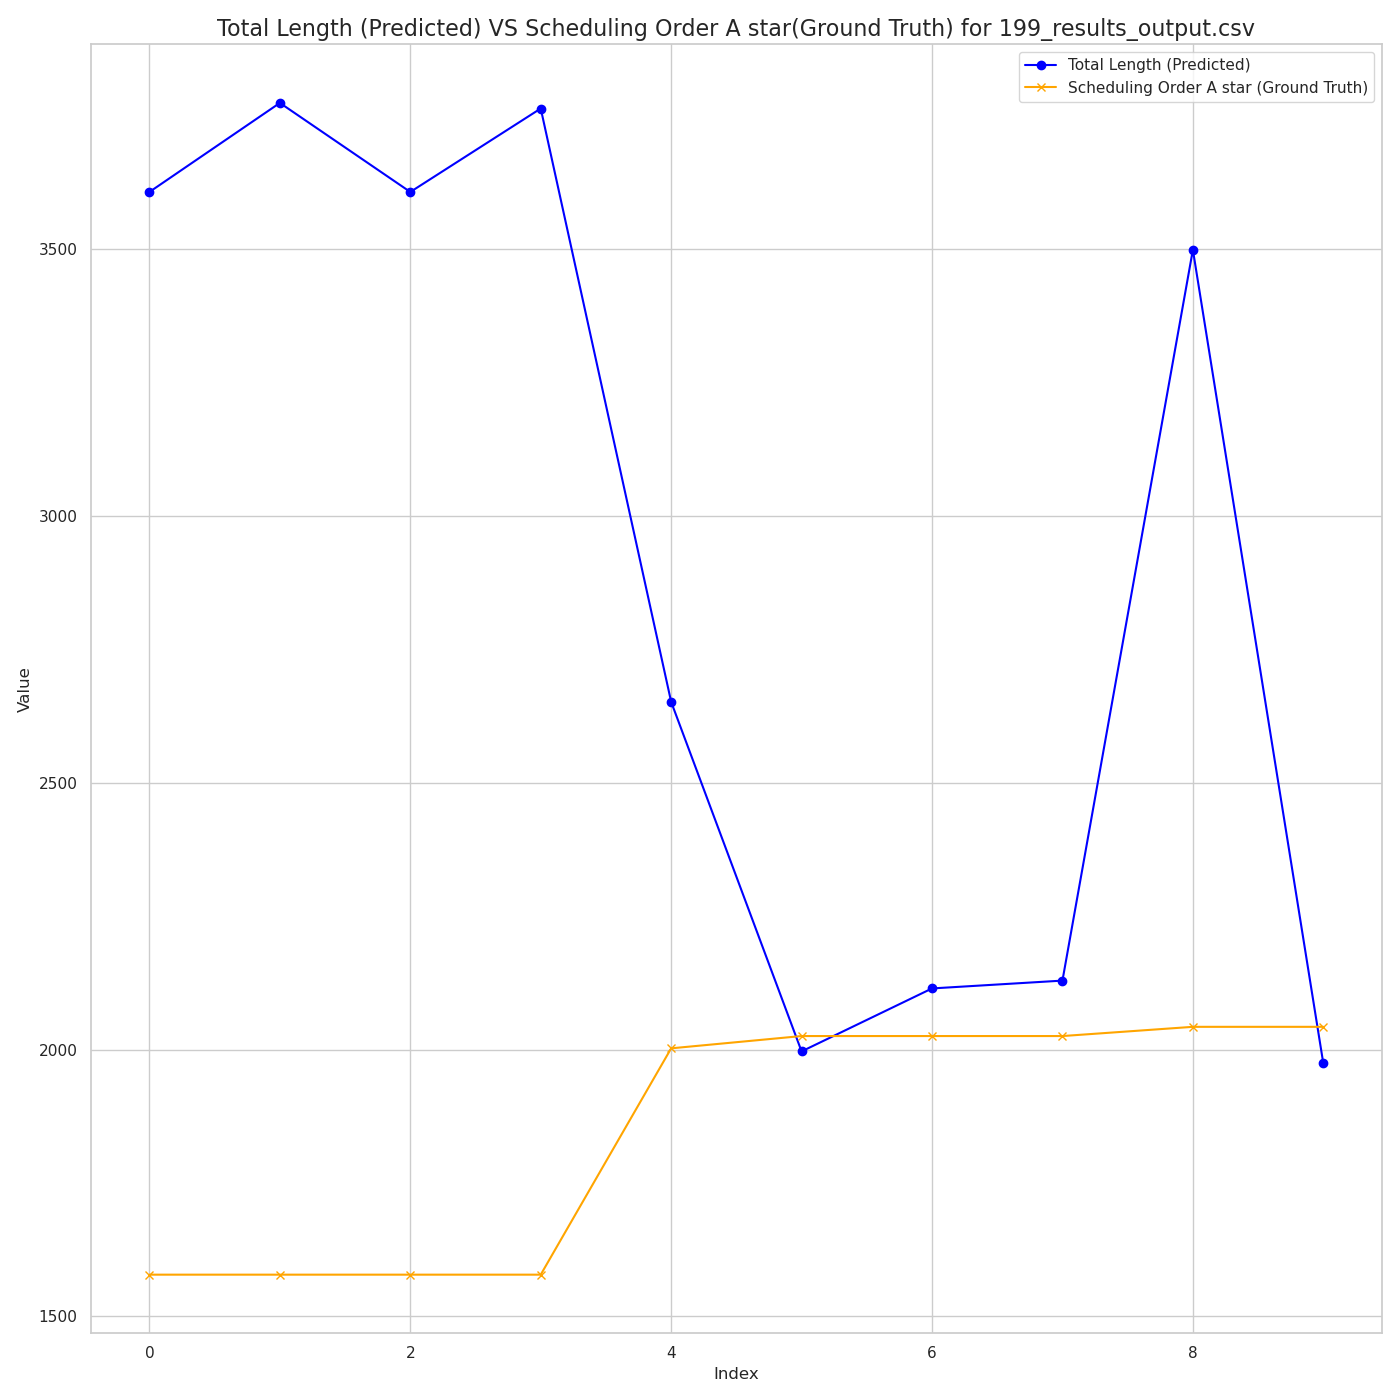 Total Length (Predicted) VS Scheduling Order A star(Ground Truth) for 199_results_output.csv
Total Length (Predicted)
Scheduling Order A star (Ground Truth)
3500
3000
2500
2000
1500
Value
0 2 4 6 8
Index